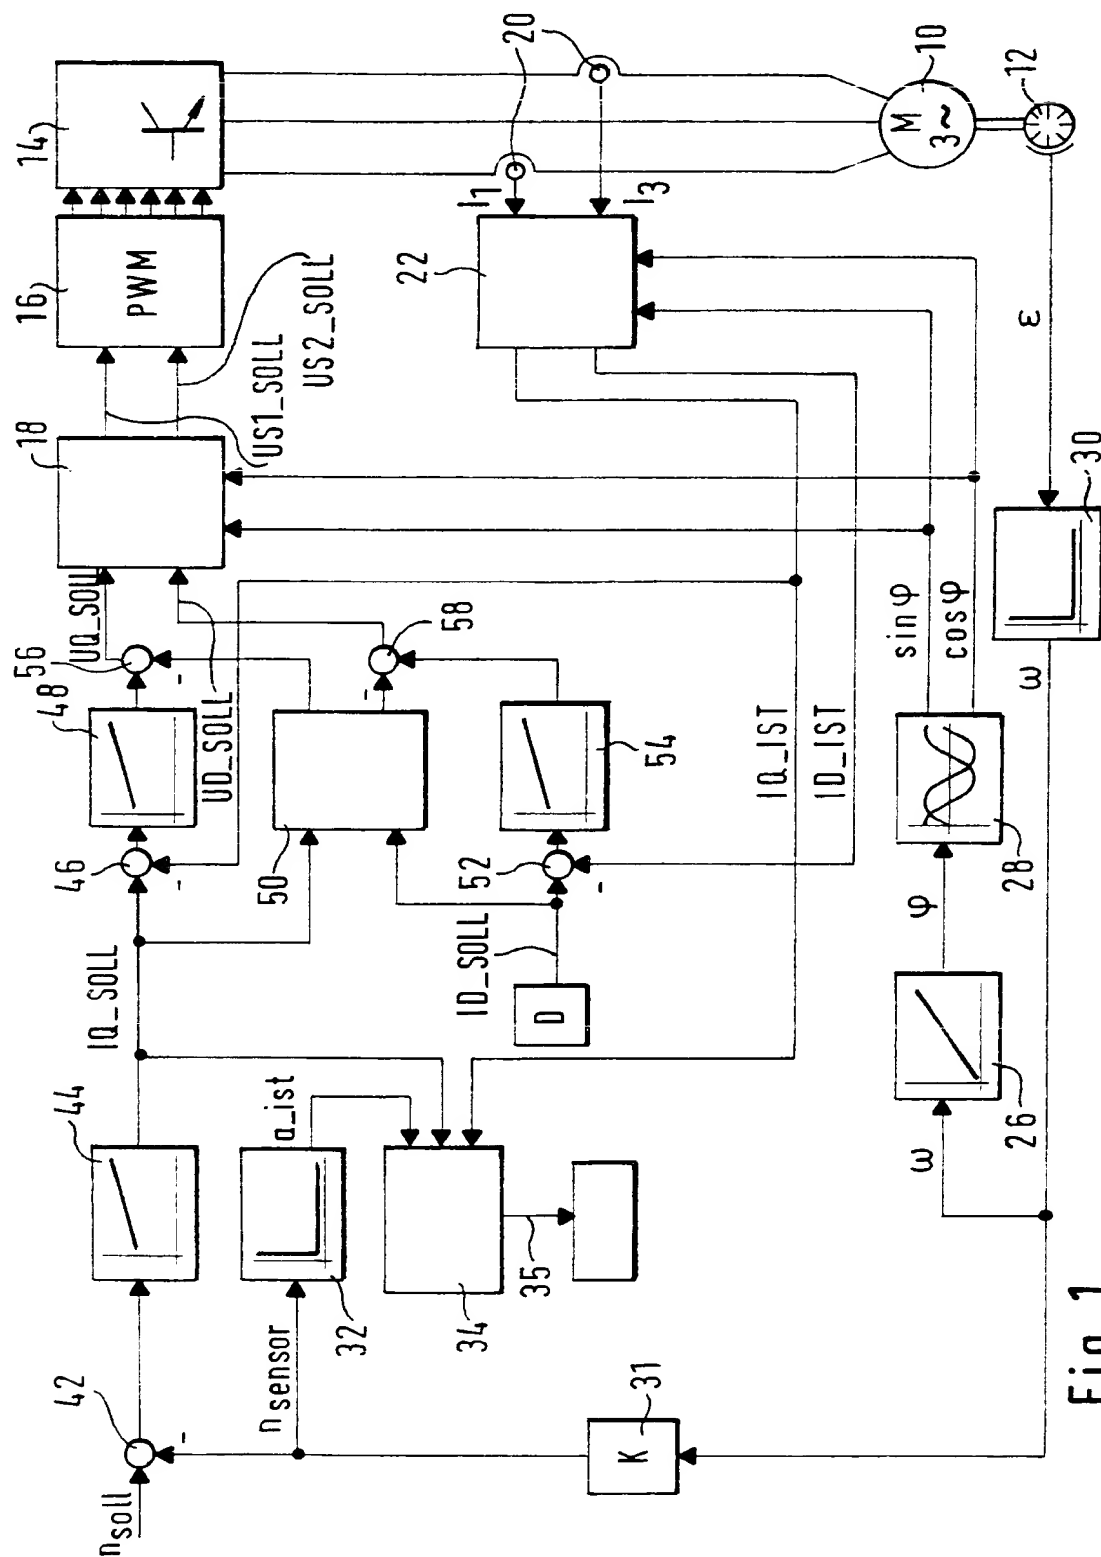 n_soll
42
-
44
IQ_SOLL
46
-
48
56
-
UQ_SOLL
UD_SOLL
18
US1_SOLL
US2_SOLL
16
PWM
14
n_sensor
32
a_ist
34
35
D
ID_SOLL
50
52
-
54
58
-
IQ_IST
ID_IST
22
I1
I3
20
20
M
3~
10
12
31
K
ω
26
φ
28
sinφ
cosφ
ω
30
ε
Fig. 1